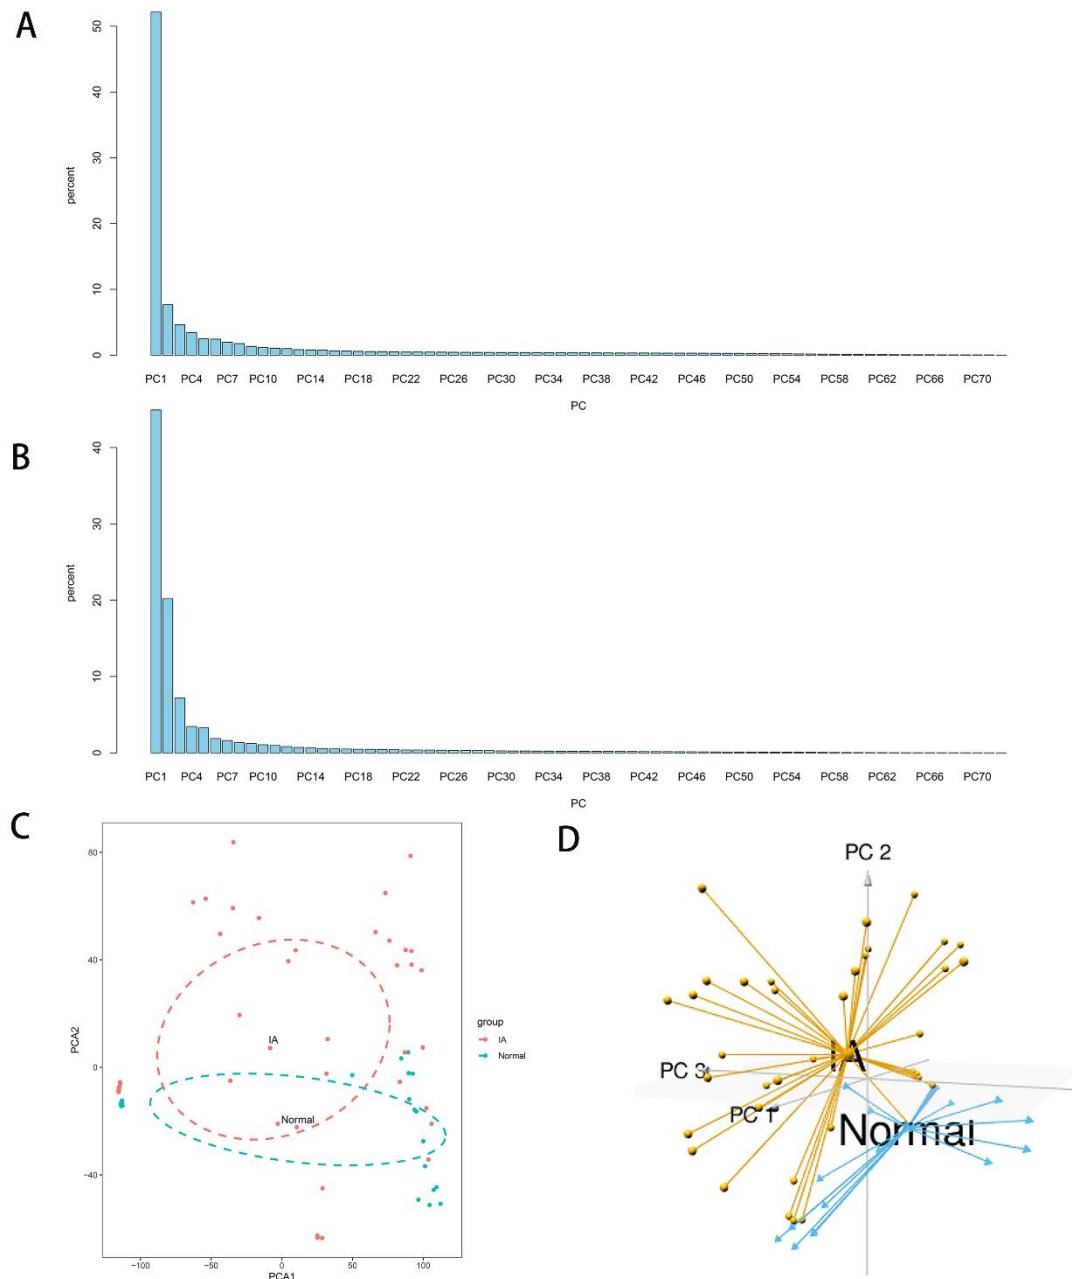 A
percent
50
40
30
20
10
0
PC1 PC4 PC7 PC10 PC14 PC18 PC22 PC26 PC30 PC34 PC38 PC42 PC46 PC50 PC54 PC58 PC62 PC66 PC70
PC
B
percent
40
30
20
10
0
PC1 PC4 PC7 PC10 PC14 PC18 PC22 PC26 PC30 PC34 PC38 PC42 PC46 PC50 PC54 PC58 PC62 PC66 PC70
PC
C
PCA2
80
40
0
−40
IA
Normal
−100 −50 0 50 100
PCA1
group
IA
Normal
D
PC 2
IA
PC 3
PC 1
Normal